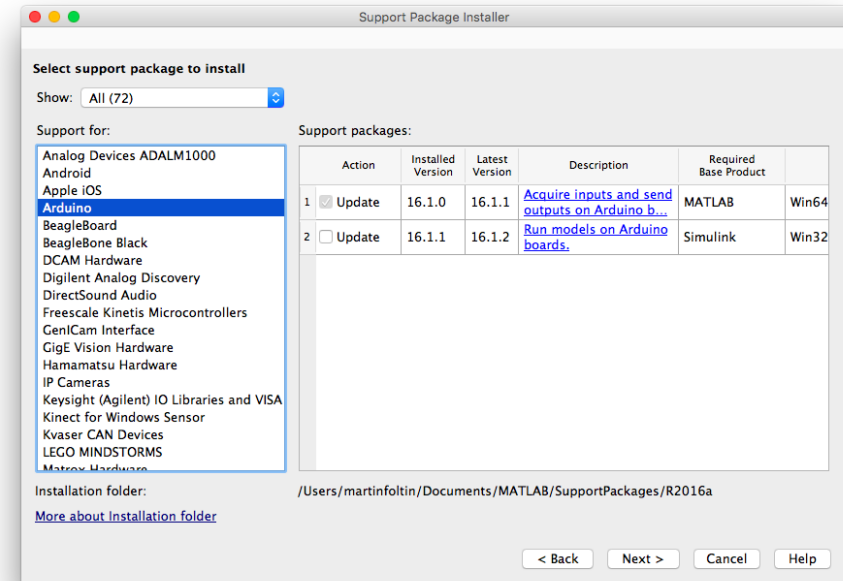 Support Package Installer
Select support package to install
Show: All (72)
Support for:
Analog Devices ADALM1000
Android
Apple iOS
Arduino
BeagleBoard
BeagleBone Black
DCAM Hardware
Digilent Analog Discovery
DirectSound Audio
Freescale Kinetis Microcontrollers
GenICam Interface
GigE Vision Hardware
Hamamatsu Hardware
IP Cameras
Keysight (Agilent) IO Libraries and VISA
Kinect for Windows Sensor
Kvaser CAN Devices
LEGO MINDSTORMS
Matrox Hardware
Support packages:
Action Installed Version Latest Version Description Required Base Product
1 Update 16.1.0 16.1.1 Acquire inputs and send outputs on Arduino b... MATLAB Win64
2 Update 16.1.1 16.1.2 Run models on Arduino boards. Simulink Win32
Installation folder: /Users/martinfoltin/Documents/MATLAB/SupportPackages/R2016a
More about Installation folder
< Back Next > Cancel Help